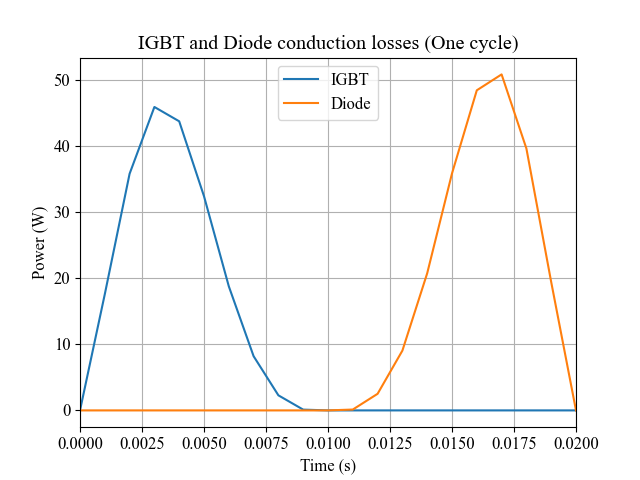 IGBT and Diode conduction losses (One cycle)
IGBT
Diode
Power (W)
50
40
30
20
10
0
0.0000 0.0025 0.0050 0.0075 0.0100 0.0125 0.0150 0.0175 0.0200
Time (s)